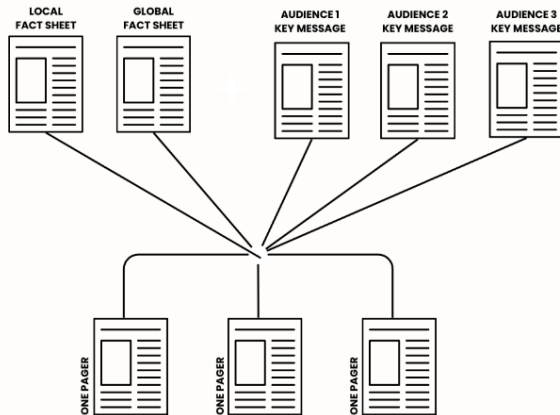 LOCAL
FACT SHEET
GLOBAL
FACT SHEET
AUDIENCE 1
KEY MESSAGE
AUDIENCE 2
KEY MESSAGE
AUDIENCE 3
KEY MESSAGE
ONE PAGER
ONE PAGER
ONE PAGER